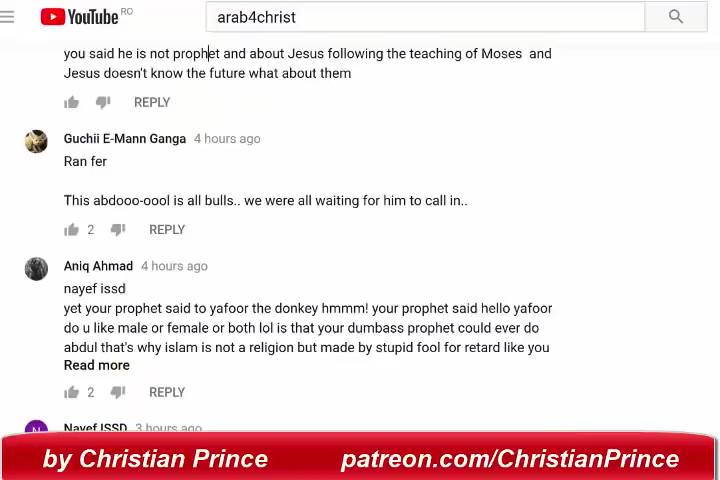 YouTube RO
arab4christ
you said he is not prophet and about Jesus following the teaching of Moses and
Jesus doesn't know the future what about them
REPLY
Guchii E-Mann Ganga 4 hours ago
Ran fer
This abdooo-oool is all bulls.. we were all waiting for him to call in..
2 REPLY
Aniq Ahmad 4 hours ago
nayef issd
yet your prophet said to yafoor the donkey hmmm! your prophet said hello yafoor
do u like male or female or both lol is that your dumbass prophet could ever do
abdul that's why islam is not a religion but made by stupid fool for retard like you
Read more
2 REPLY
N Nayef ISSD 3 hours ago
by Christian Prince patreon.com/ChristianPrince